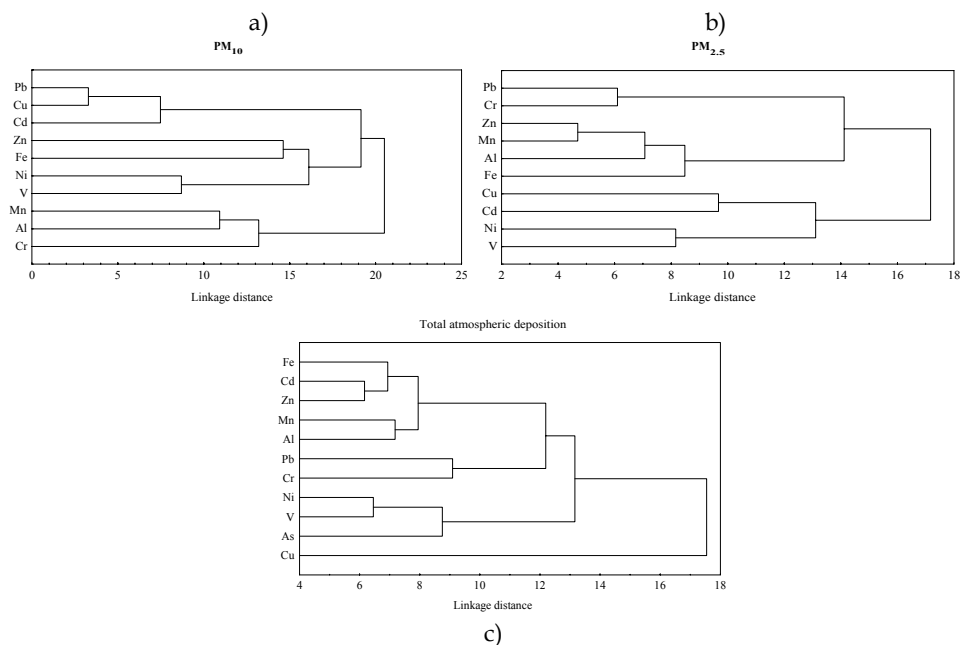 a)
PM10
Pb
Cu
Cd
Zn
Fe
Ni
V
Mn
Al
Cr
0 5 10 15 20 25
Linkage distance
b)
PM2.5
Pb
Cr
Zn
Mn
Al
Fe
Cu
Cd
Ni
V
2 4 6 8 10 12 14 16 18
Linkage distance
Total atmospheric deposition
Fe
Cd
Zn
Mn
Al
Pb
Cr
Ni
V
As
Cu
4 6 8 10 12 14 16 18
Linkage distance
c)